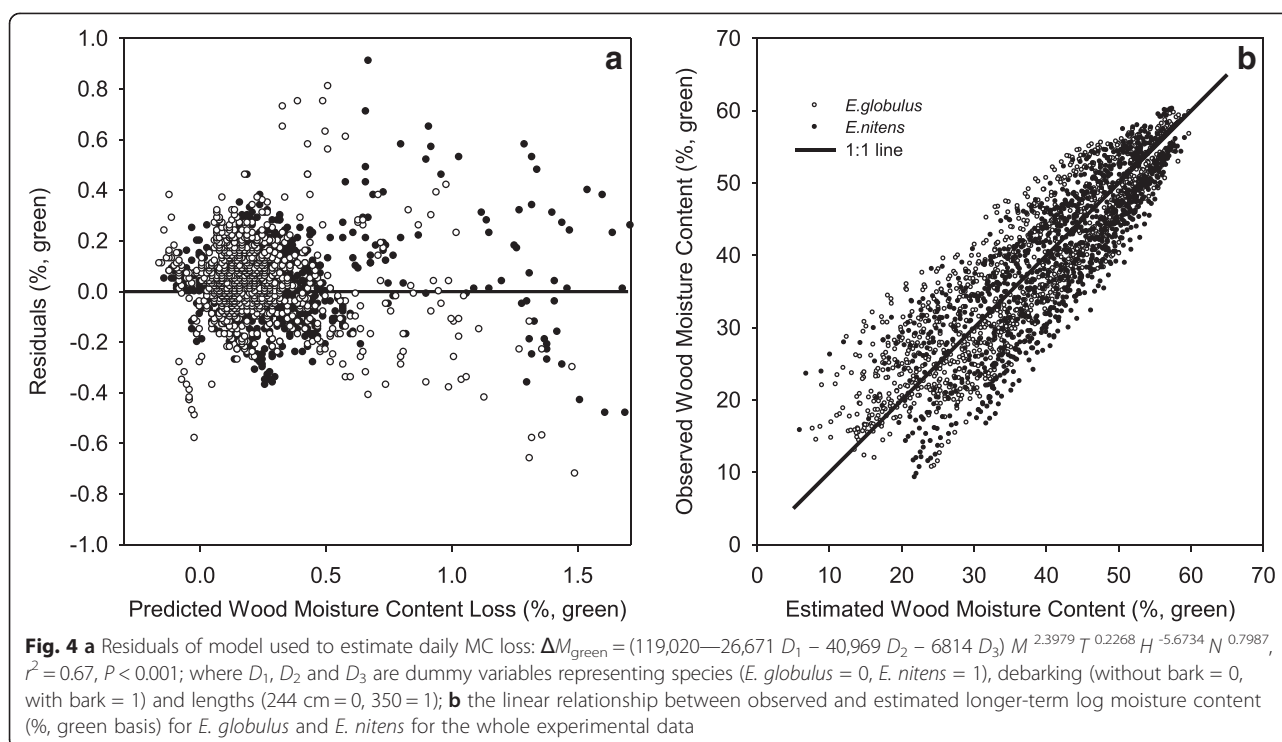 1.0
0.8
0.6
0.4
0.2
0.0
-0.2
-0.4
-0.6
-0.8
-1.0
Residuals (%, green)
a
0.0 0.5 1.0 1.5
Predicted Wood Moisture Content Loss (%, green)
70
60
50
40
30
20
10
0
Observed Wood Moisture Content (%, green)
b
E.globulus
E.nitens
1:1 line
0 10 20 30 40 50 60 70
Estimated Wood Moisture Content (%, green)
Fig. 4 a Residuals of model used to estimate daily MC loss: ΔMgreen = (119,020—26,671 D1 – 40,969 D2 – 6814 D3) M 2.3979 T 0.2268 H -5.6734 N 0.7987,
r2 = 0.67, P < 0.001; where D1, D2 and D3 are dummy variables representing species (E. globulus = 0, E. nitens = 1), debarking (without bark = 0,
with bark = 1) and lengths (244 cm = 0, 350 = 1); b the linear relationship between observed and estimated longer-term log moisture content
(%, green basis) for E. globulus and E. nitens for the whole experimental data